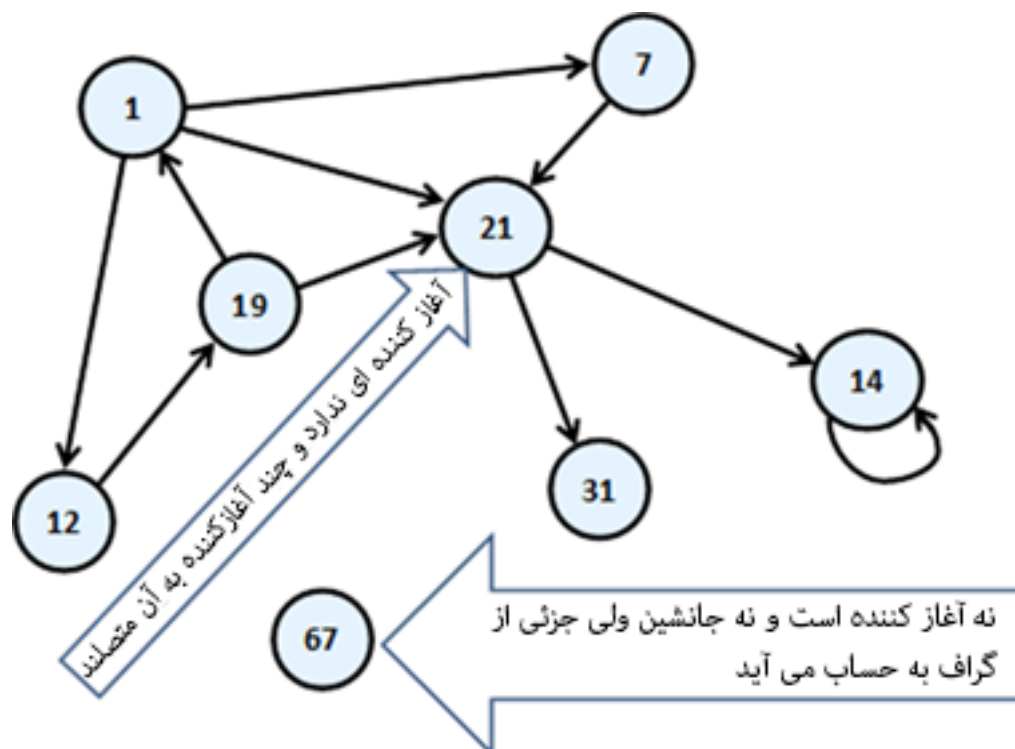 1
7
21
19
14
12
31
67
آغاز کننده ای ندارد و چند آغازکننده به آن متصلند
نه آغاز کننده است و نه جانشین ولی جزئی از
گراف به حساب می آید